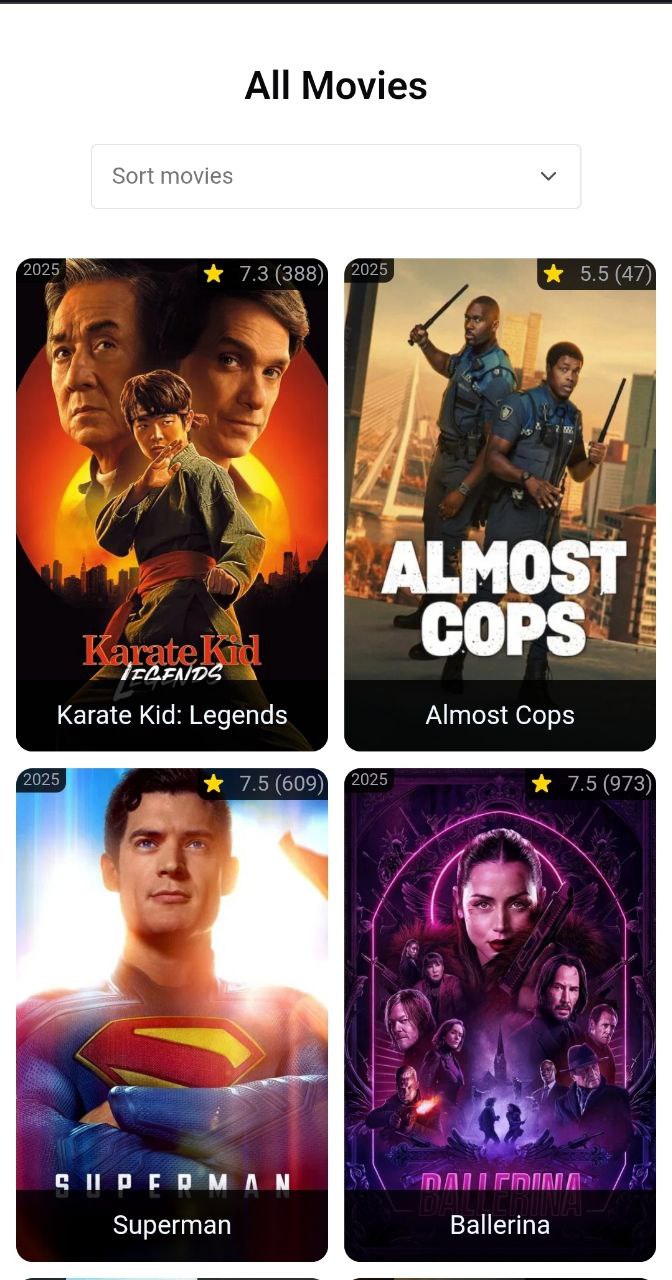 All Movies
Sort movies
2025
7.3 (388)
Karate Kid
LEGENDS
Karate Kid: Legends
2025
5.5 (47)
ALMOST
COPS
Almost Cops
2025
7.5 (609)
SUPERMAN
Superman
2025
7.5 (973)
BALLERINA
Ballerina